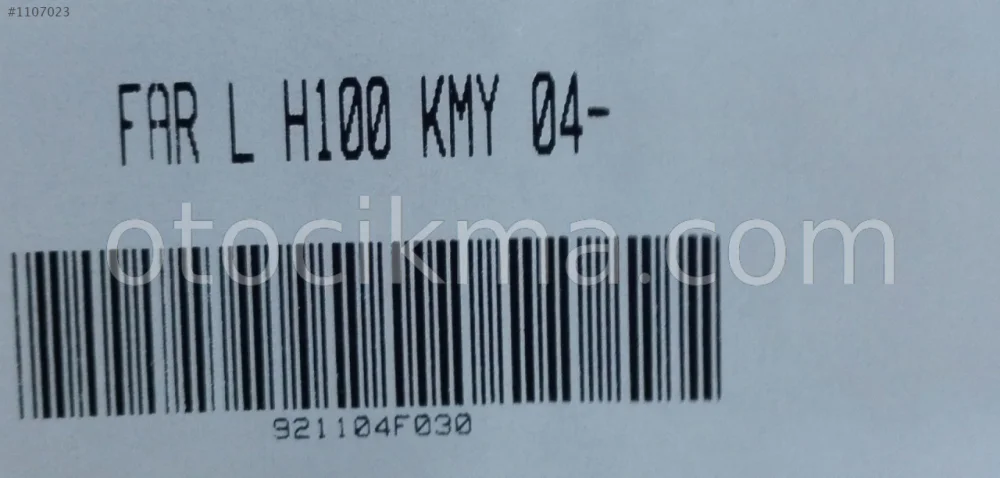 #1107023
FAR L H100 KMY 04-
otocikma.com
921104F030